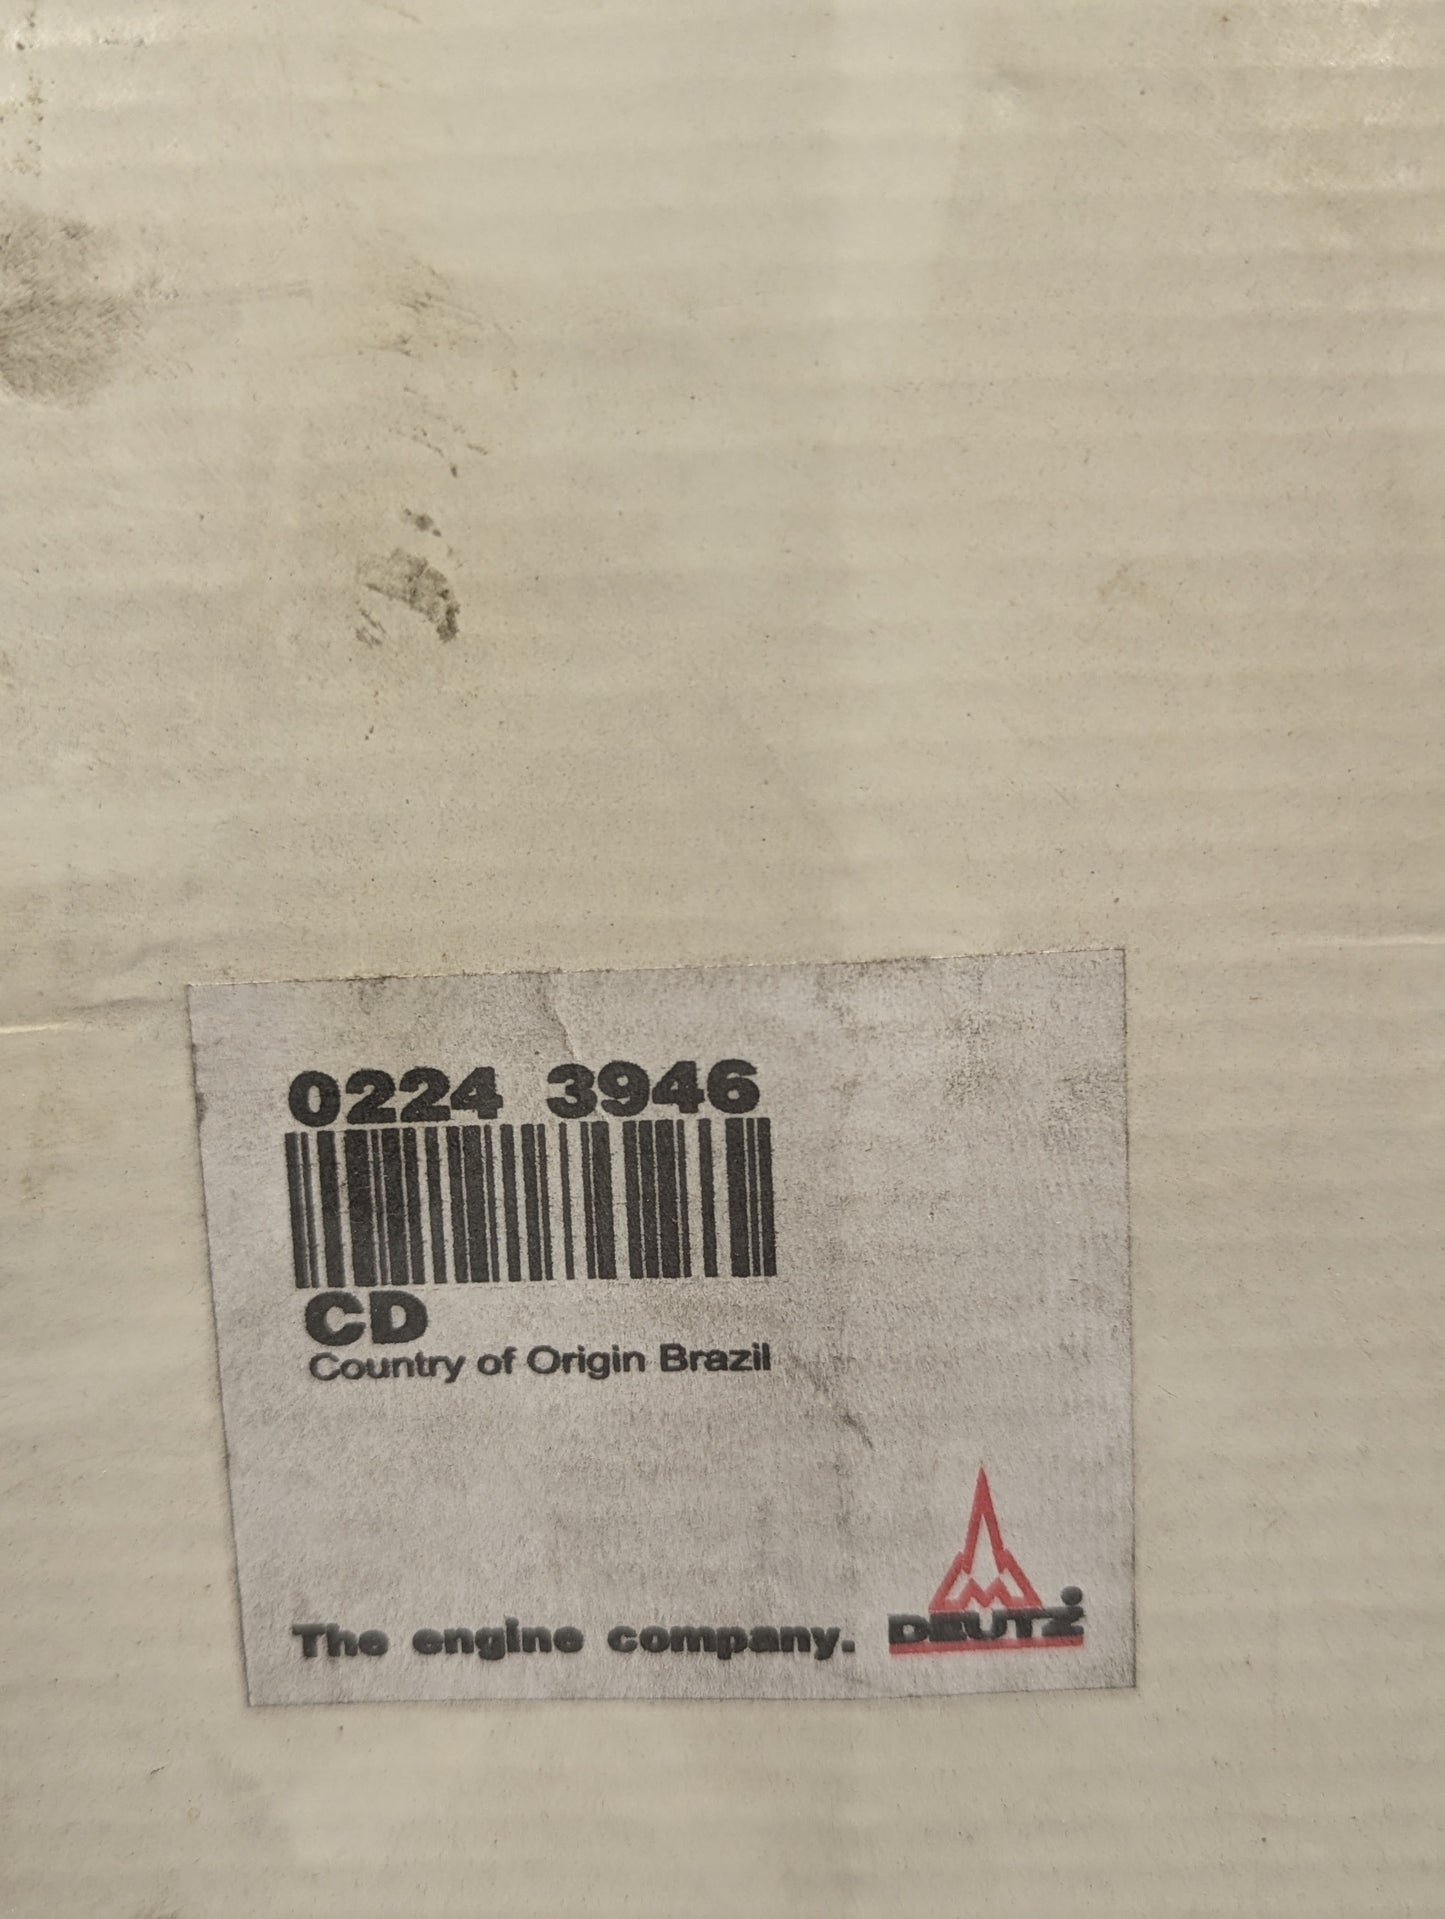 0224 3946
CD
Country of Origin Brazil
The engine company.
DEUTZ